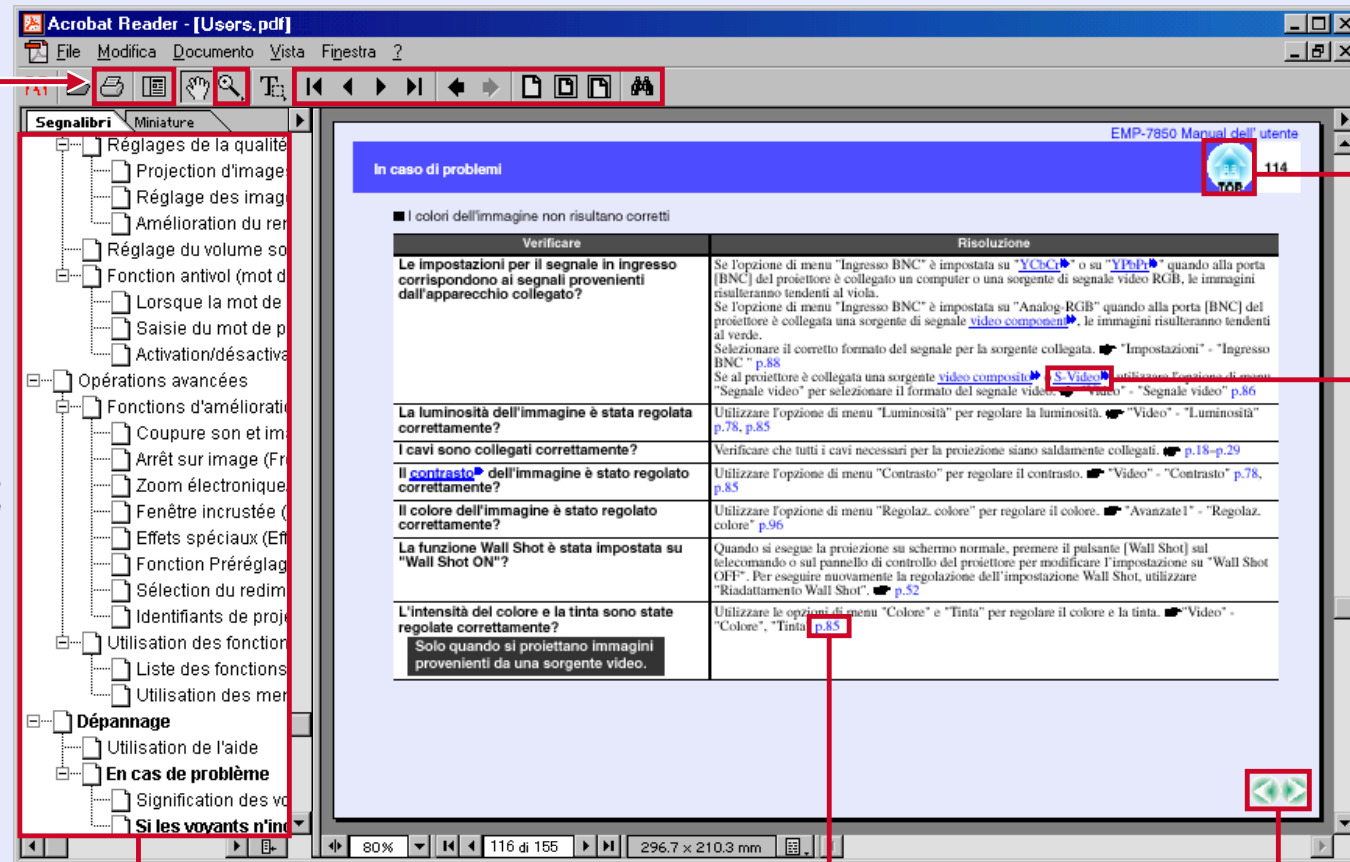 Acrobat Reader - [Users.pdf]
File Modifica Documento Vista Finestra ?
Segnalibri Miniature
Réglages de la qualité
Projection d'image
Réglage des imag
Amélioration du ren
Réglage du volume so
Fonction antivol (mot d
Lorsque la mot de
Saisie du mot de p
Activation/désactiva
Opérations avancées
Fonctions d'amélioratio
Coupure son et im
Arrêt sur image (Fr
Zoom électronique
Fenêtre incrustée (
Effets spéciaux (Eff
Fonction Préréglag
Sélection du redim
Identifiants de proje
Utilisation des fonction
Liste des fonctions
Utilisation des men
Dépannage
Utilisation de l'aide
En cas de problème
Signification des vo
Si les voyants n'ind
EMP-7850 Manual dell' utente
In caso di problemi
TOP
114
I colori dell'immagine non risultano corretti
Verificare Risoluzione
Le impostazioni per il segnale in ingresso
corrispondono ai segnali provenienti
dall'apparecchio collegato?
Se l'opzione di menu "Ingresso BNC" è impostata su "YCbCr" o su "YPbPr" quando alla porta
[BNC] del proiettore è collegato un computer o una sorgente di segnale video RGB, le immagini
risulteranno tendenti al viola.
Se l'opzione di menu "Ingresso BNC" è impostata su "Analog-RGB" quando alla porta [BNC] del
proiettore è collegata una sorgente di segnale video component, le immagini risulteranno tendenti
al verde.
Selezionare il corretto formato del segnale per la sorgente collegata. "Impostazioni" - "Ingresso
BNC " p.88
Se al proiettore è collegata una sorgente video composito S-Video utilizzare l'opzione di menu
"Segnale video" per selezionare il formato del segnale video. "Video" - "Segnale video" p.86
La luminosità dell'immagine è stata regolata
correttamente?
Utilizzare l'opzione di menu "Luminosità" per regolare la luminosità. "Video" - "Luminosità"
p.78, p.85
I cavi sono collegati correttamente?
Verificare che tutti i cavi necessari per la proiezione siano saldamente collegati. p.18–p.29
Il contrasto dell'immagine è stato regolato
correttamente?
Utilizzare l'opzione di menu "Contrasto" per regolare il contrasto. "Video" - "Contrasto" p.78,
p.85
Il colore dell'immagine è stato regolato
correttamente?
Utilizzare l'opzione di menu "Regolaz. colore" per regolare il colore. "Avanzate1" - "Regolaz.
colore" p.96
La funzione Wall Shot è stata impostata su
"Wall Shot ON"?
Quando si esegue la proiezione su schermo normale, premere il pulsante [Wall Shot] sul
telecomando o sul pannello di controllo del proiettore per modificare l'impostazione su "Wall Shot
OFF". Per eseguire nuovamente la regolazione dell'impostazione Wall Shot, utilizzare
"Riadattamento Wall Shot". p.52
L'intensità del colore e la tinta sono state
regolate correttamente?
Solo quando si proiettano immagini
provenienti da una sorgente video.
Utilizzare le opzioni di menu "Colore" e "Tinta" per regolare il colore e la tinta. "Video" -
"Colore", "Tinta p.85
80% 116 di 155 296.7 x 210.3 mm